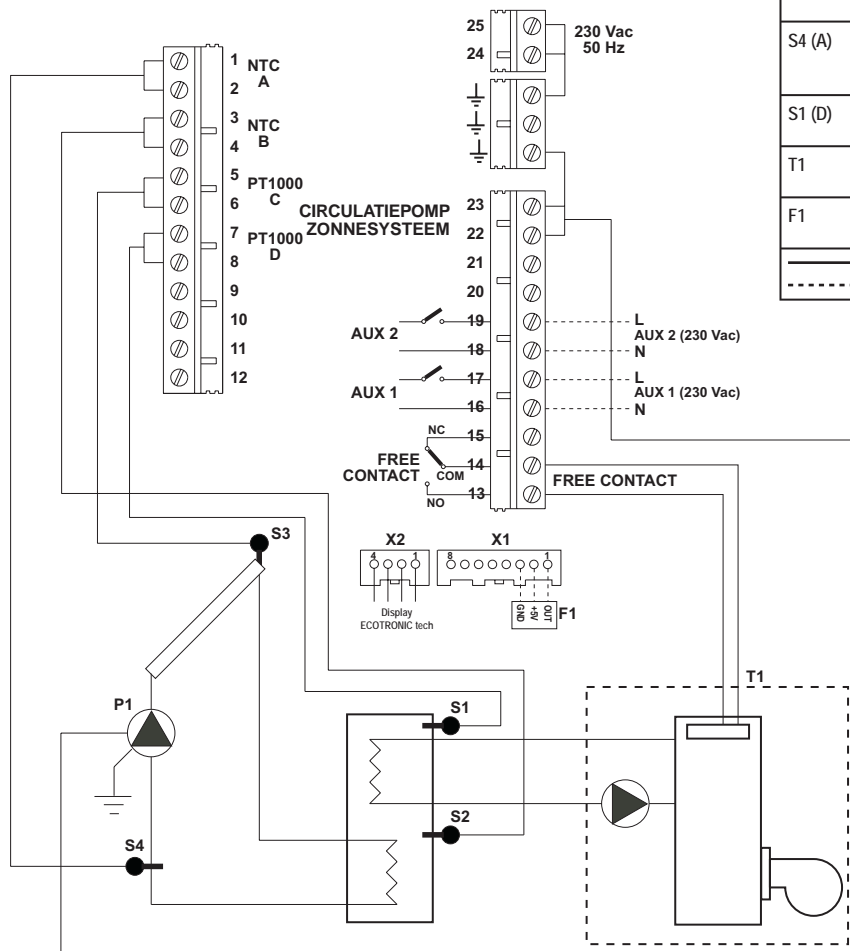 1
NTC
A
2
3
NTC
B
4
5
PT1000
C
6
7
PT1000
D
8
9
10
11
12
25
24
230 Vac
50 Hz
CIRCULATIEPOMP
ZONNESYSTEEM
23
22
21
20
19
18
17
16
15
14
13
AUX 2
AUX 1
NC
FREE
CONTACT
COM
NO
L
AUX 2 (230 Vac)
N
L
AUX 1 (230 Vac)
N
FREE CONTACT
S4 (A)
S1 (D)
T1
F1
X2
4
1
Display
ECOTRONIC tech
X1
8
1
GND
+5V
OUT
F1
S3
P1
S4
S1
S2
T1